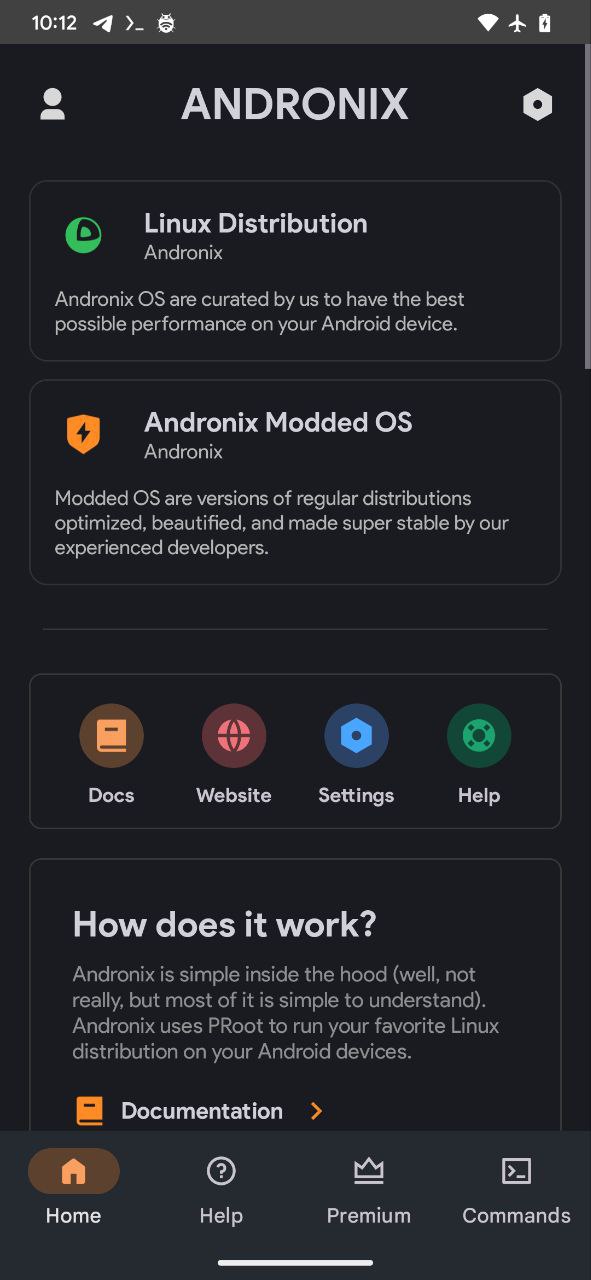 10:12
ANDRONIX
Linux Distribution
Andronix
Andronix OS are curated by us to have the best
possible performance on your Android device.
Andronix Modded OS
Andronix
Modded OS are versions of regular distributions
optimized, beautified, and made super stable by our
experienced developers.
Docs Website Settings Help
How does it work?
Andronix is simple inside the hood (well, not
really, but most of it is simple to understand).
Andronix uses PRoot to run your favorite Linux
distribution on your Android devices.
Documentation
Home Help Premium Commands